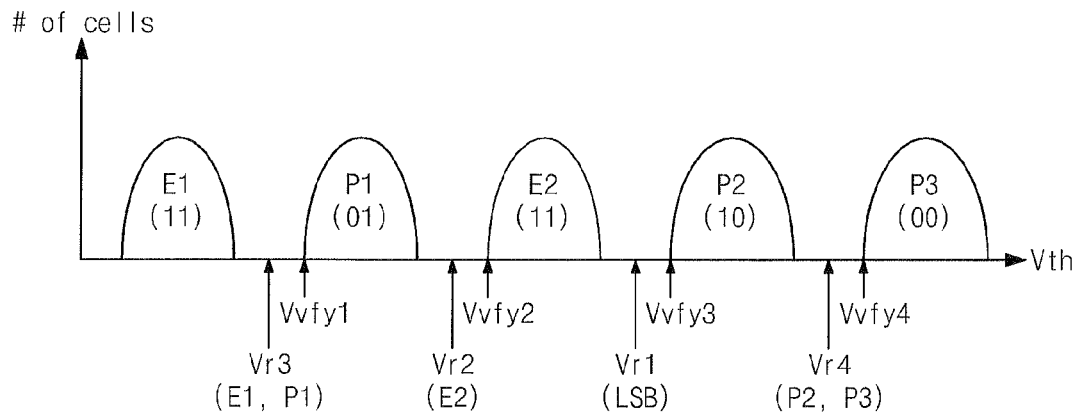 # of cells
E1 P1 E2 P2 P3
(11) (01) (11) (10) (00)
Vth
Vvfy1 Vvfy2 Vvfy3 Vvfy4
Vr3 Vr2 Vr1 Vr4
(E1, P1) (E2) (LSB) (P2, P3)